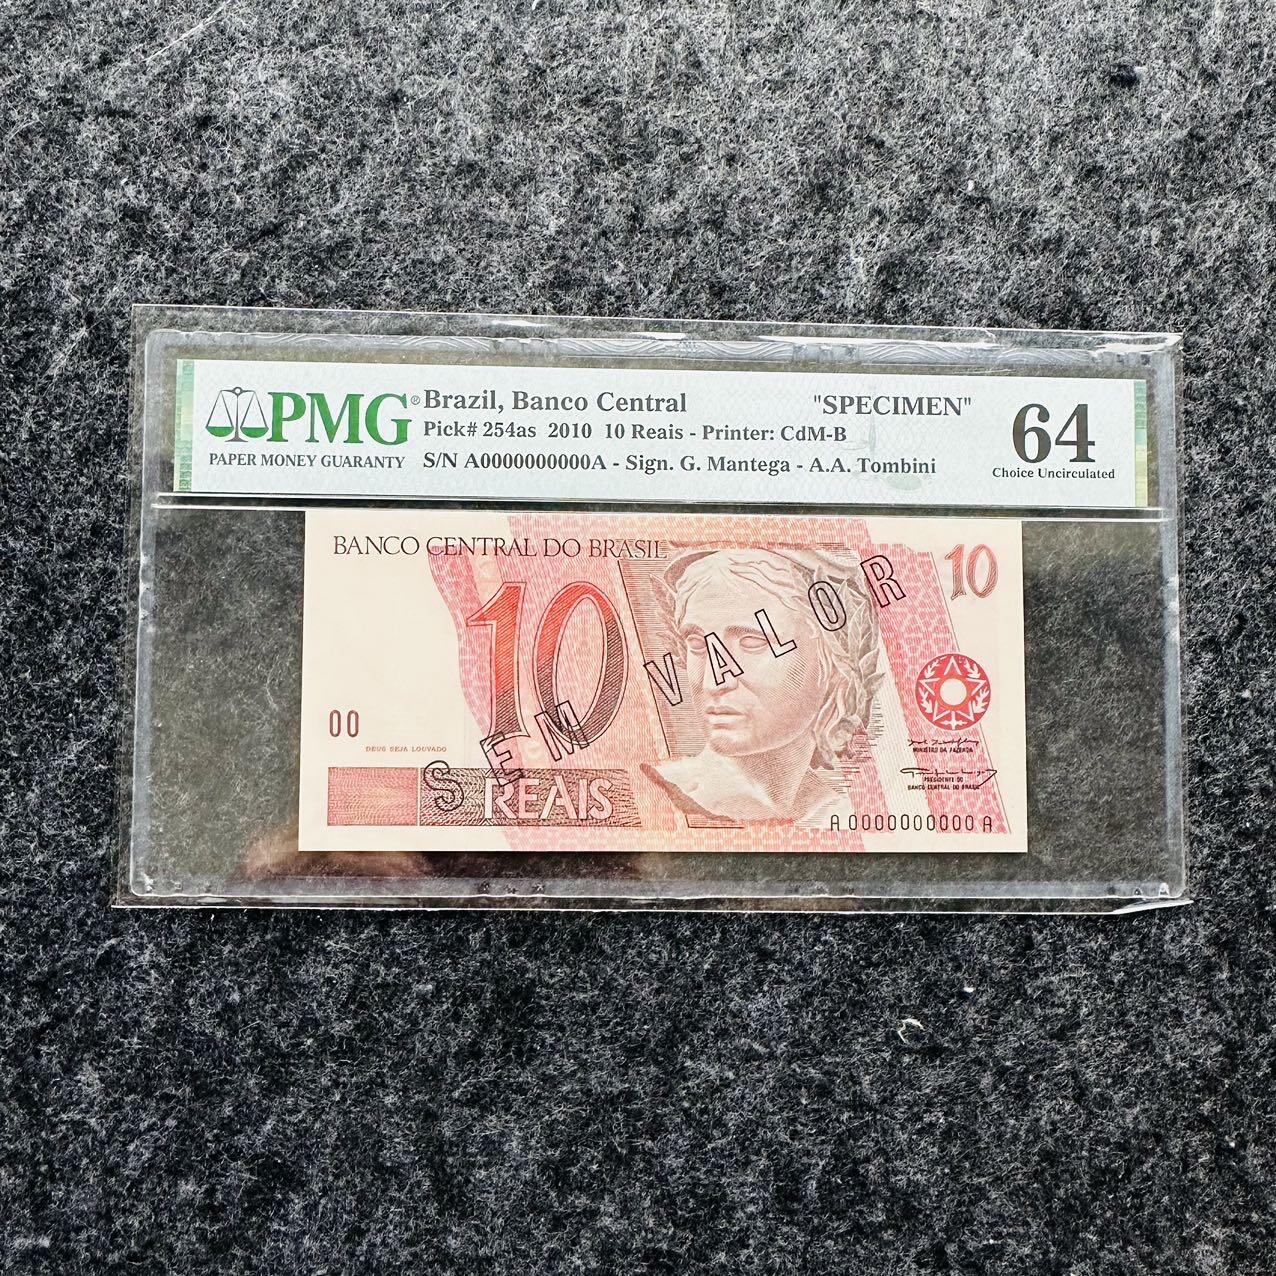 PMG®
PAPER MONEY GUARANTY
Brazil, Banco Central "SPECIMEN"
Pick# 254as 2010 10 Reais - Printer: CdM-B
S/N A0000000000A - Sign. G. Mantega - A.A. Tombini
64
Choice Uncirculated
BANCO CENTRAL DO BRASIL
10
10
SEM VALOR
00
DEUS SEJA LOUVADO
MINISTRO DA FAZENDA
PRESIDENTE DO
BANCO CENTRAL DO BRASIL
REAIS
A 0000000000 A